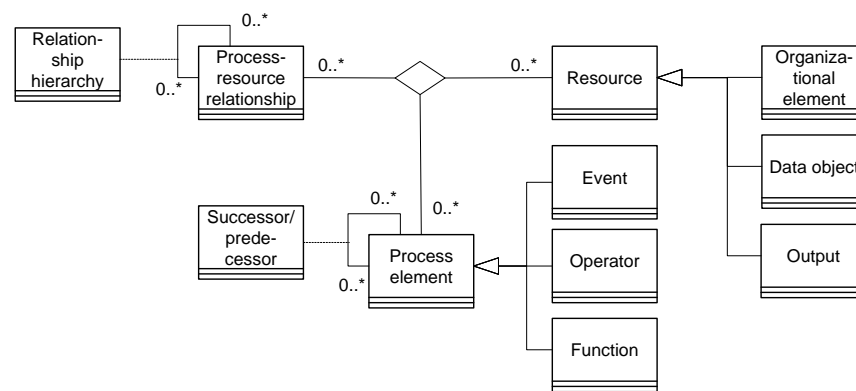 0..*
Relation-
ship
hierarchy
0..*
Process-
resource
relationship
0..*
0..*
Resource
Organiza-
tional
element
Data object
Output
Event
Operator
Function
0..*
Successor/
prede-
cessor
0..*
0..*
Process
element